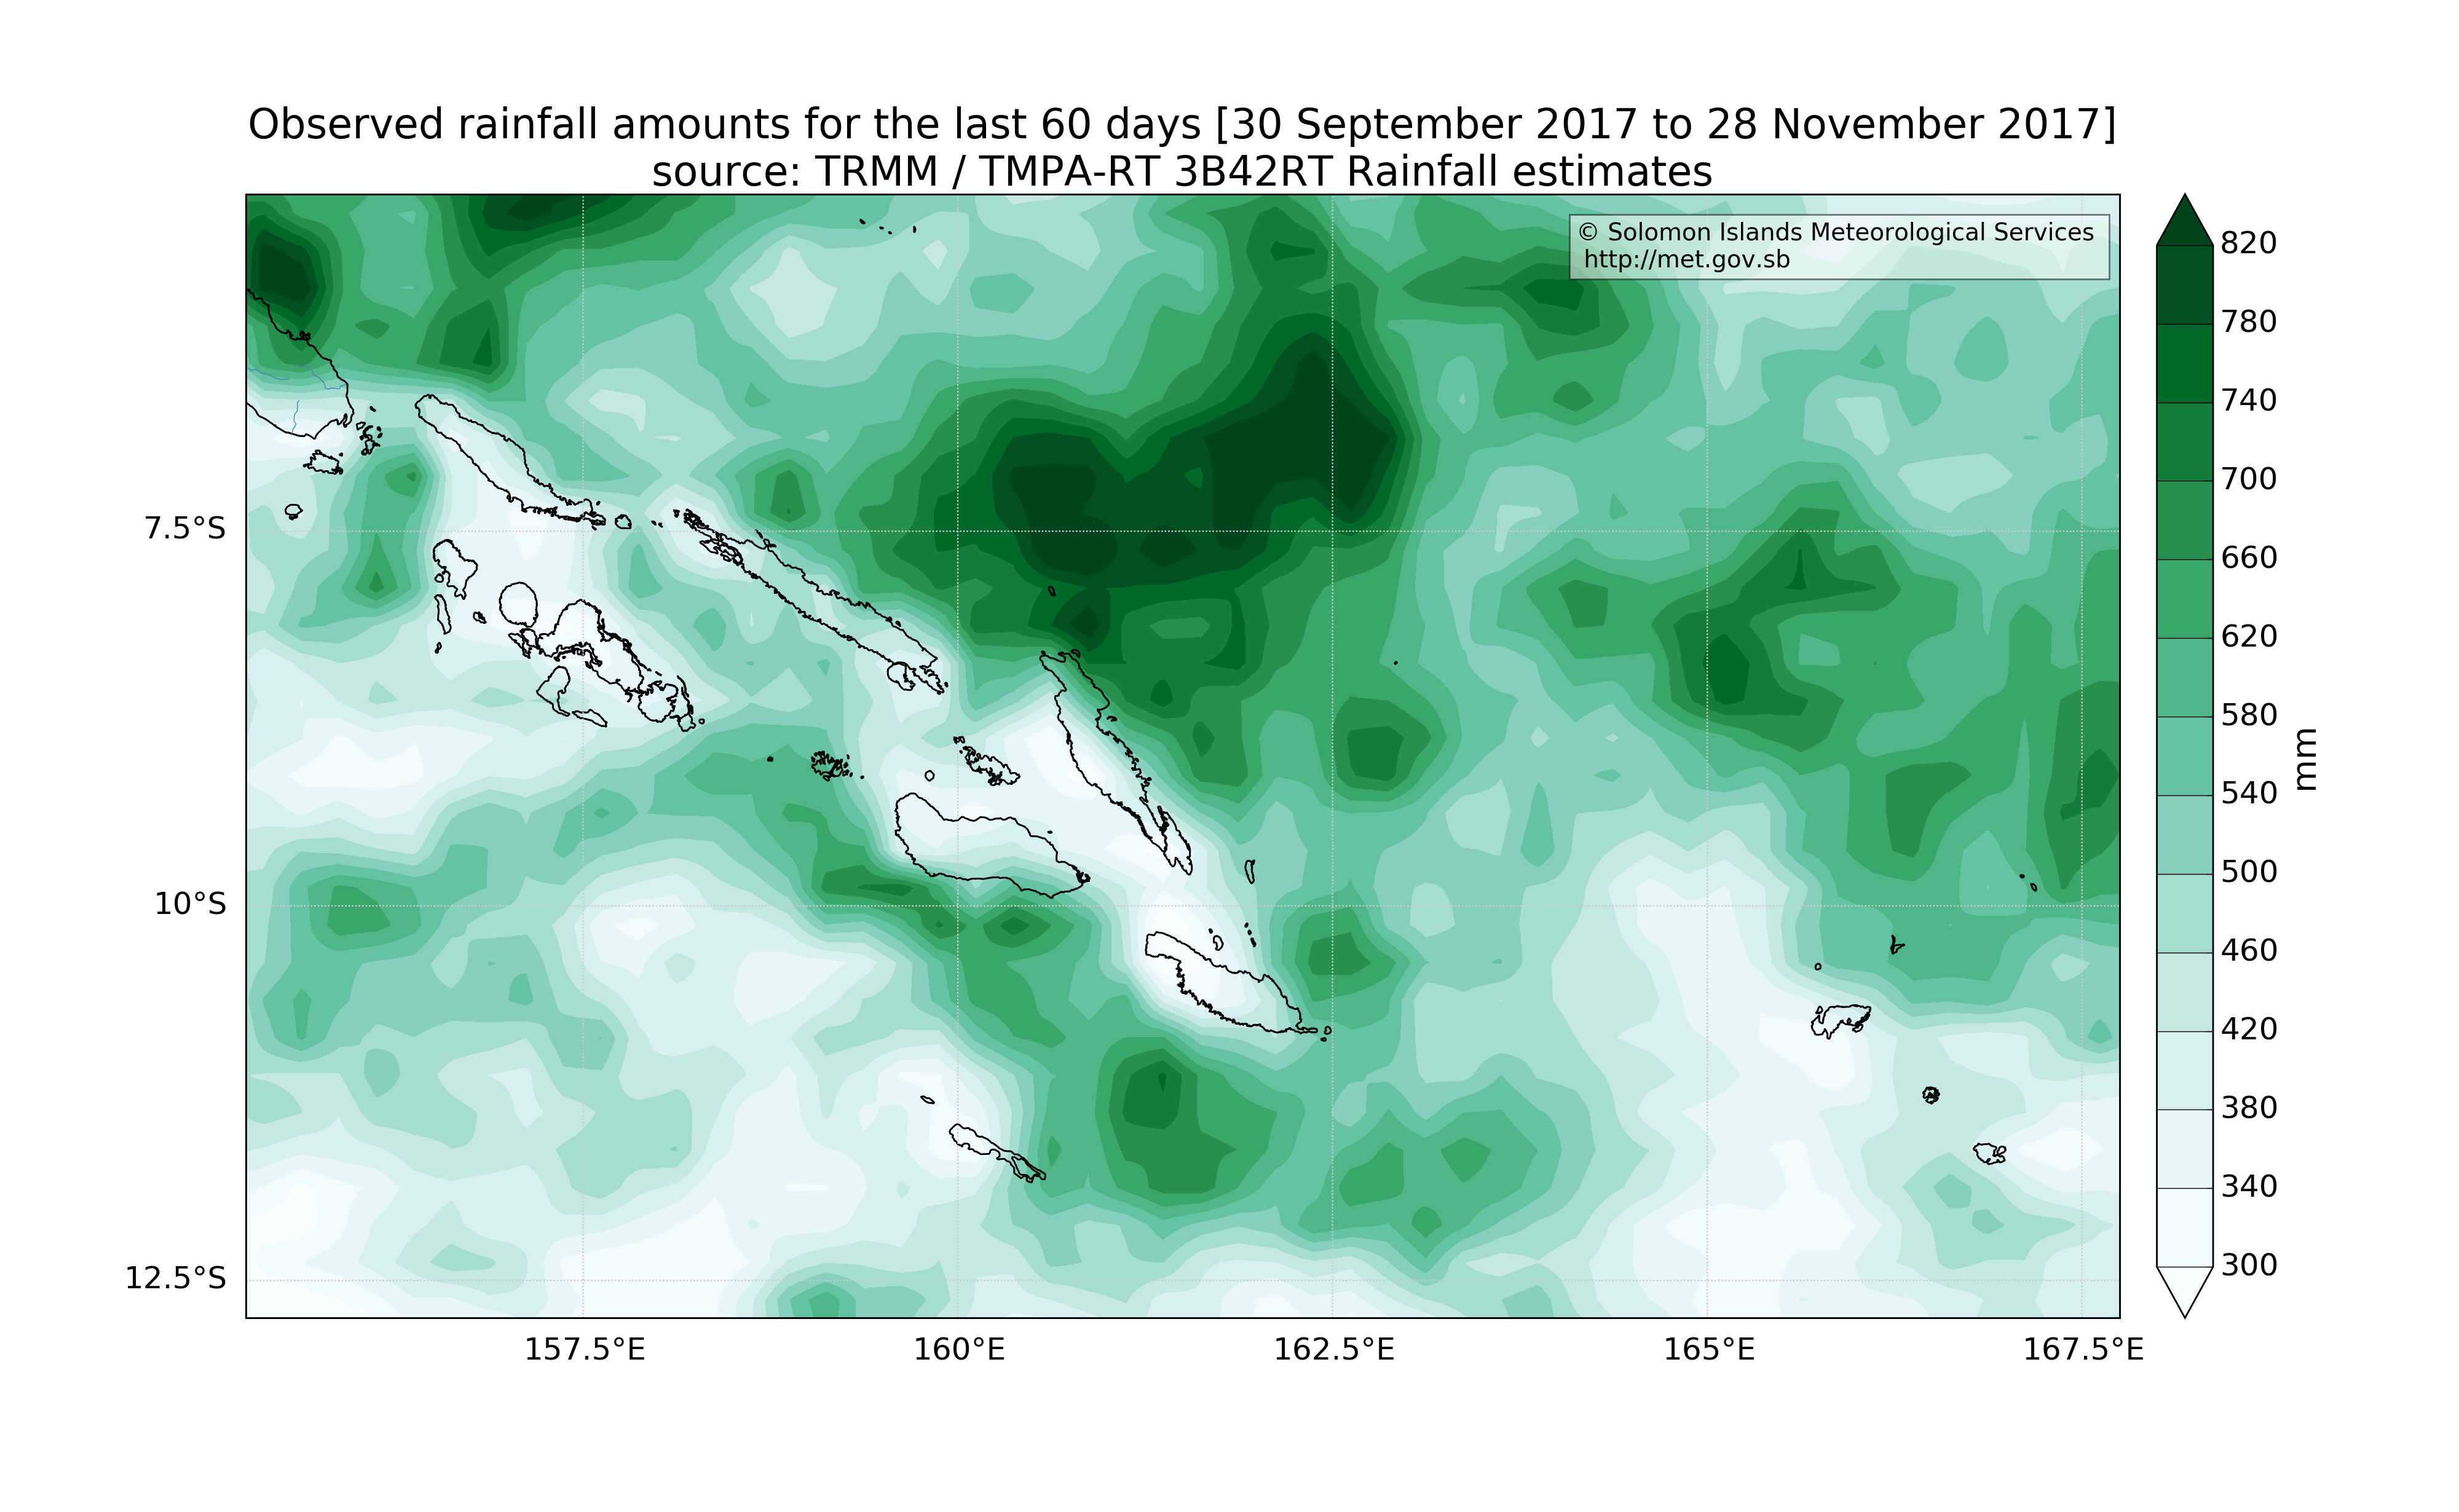 Observed rainfall amounts for the last 60 days [30 September 2017 to 28 November 2017]
source: TRMM / TMPA-RT 3B42RT Rainfall estimates
© Solomon Islands Meteorological Services
http://met.gov.sb
7.5°S
10°S
12.5°S
157.5°E
160°E
162.5°E
165°E
167.5°E
820
780
740
700
660
620
580
540
500
460
420
380
340
300
mm